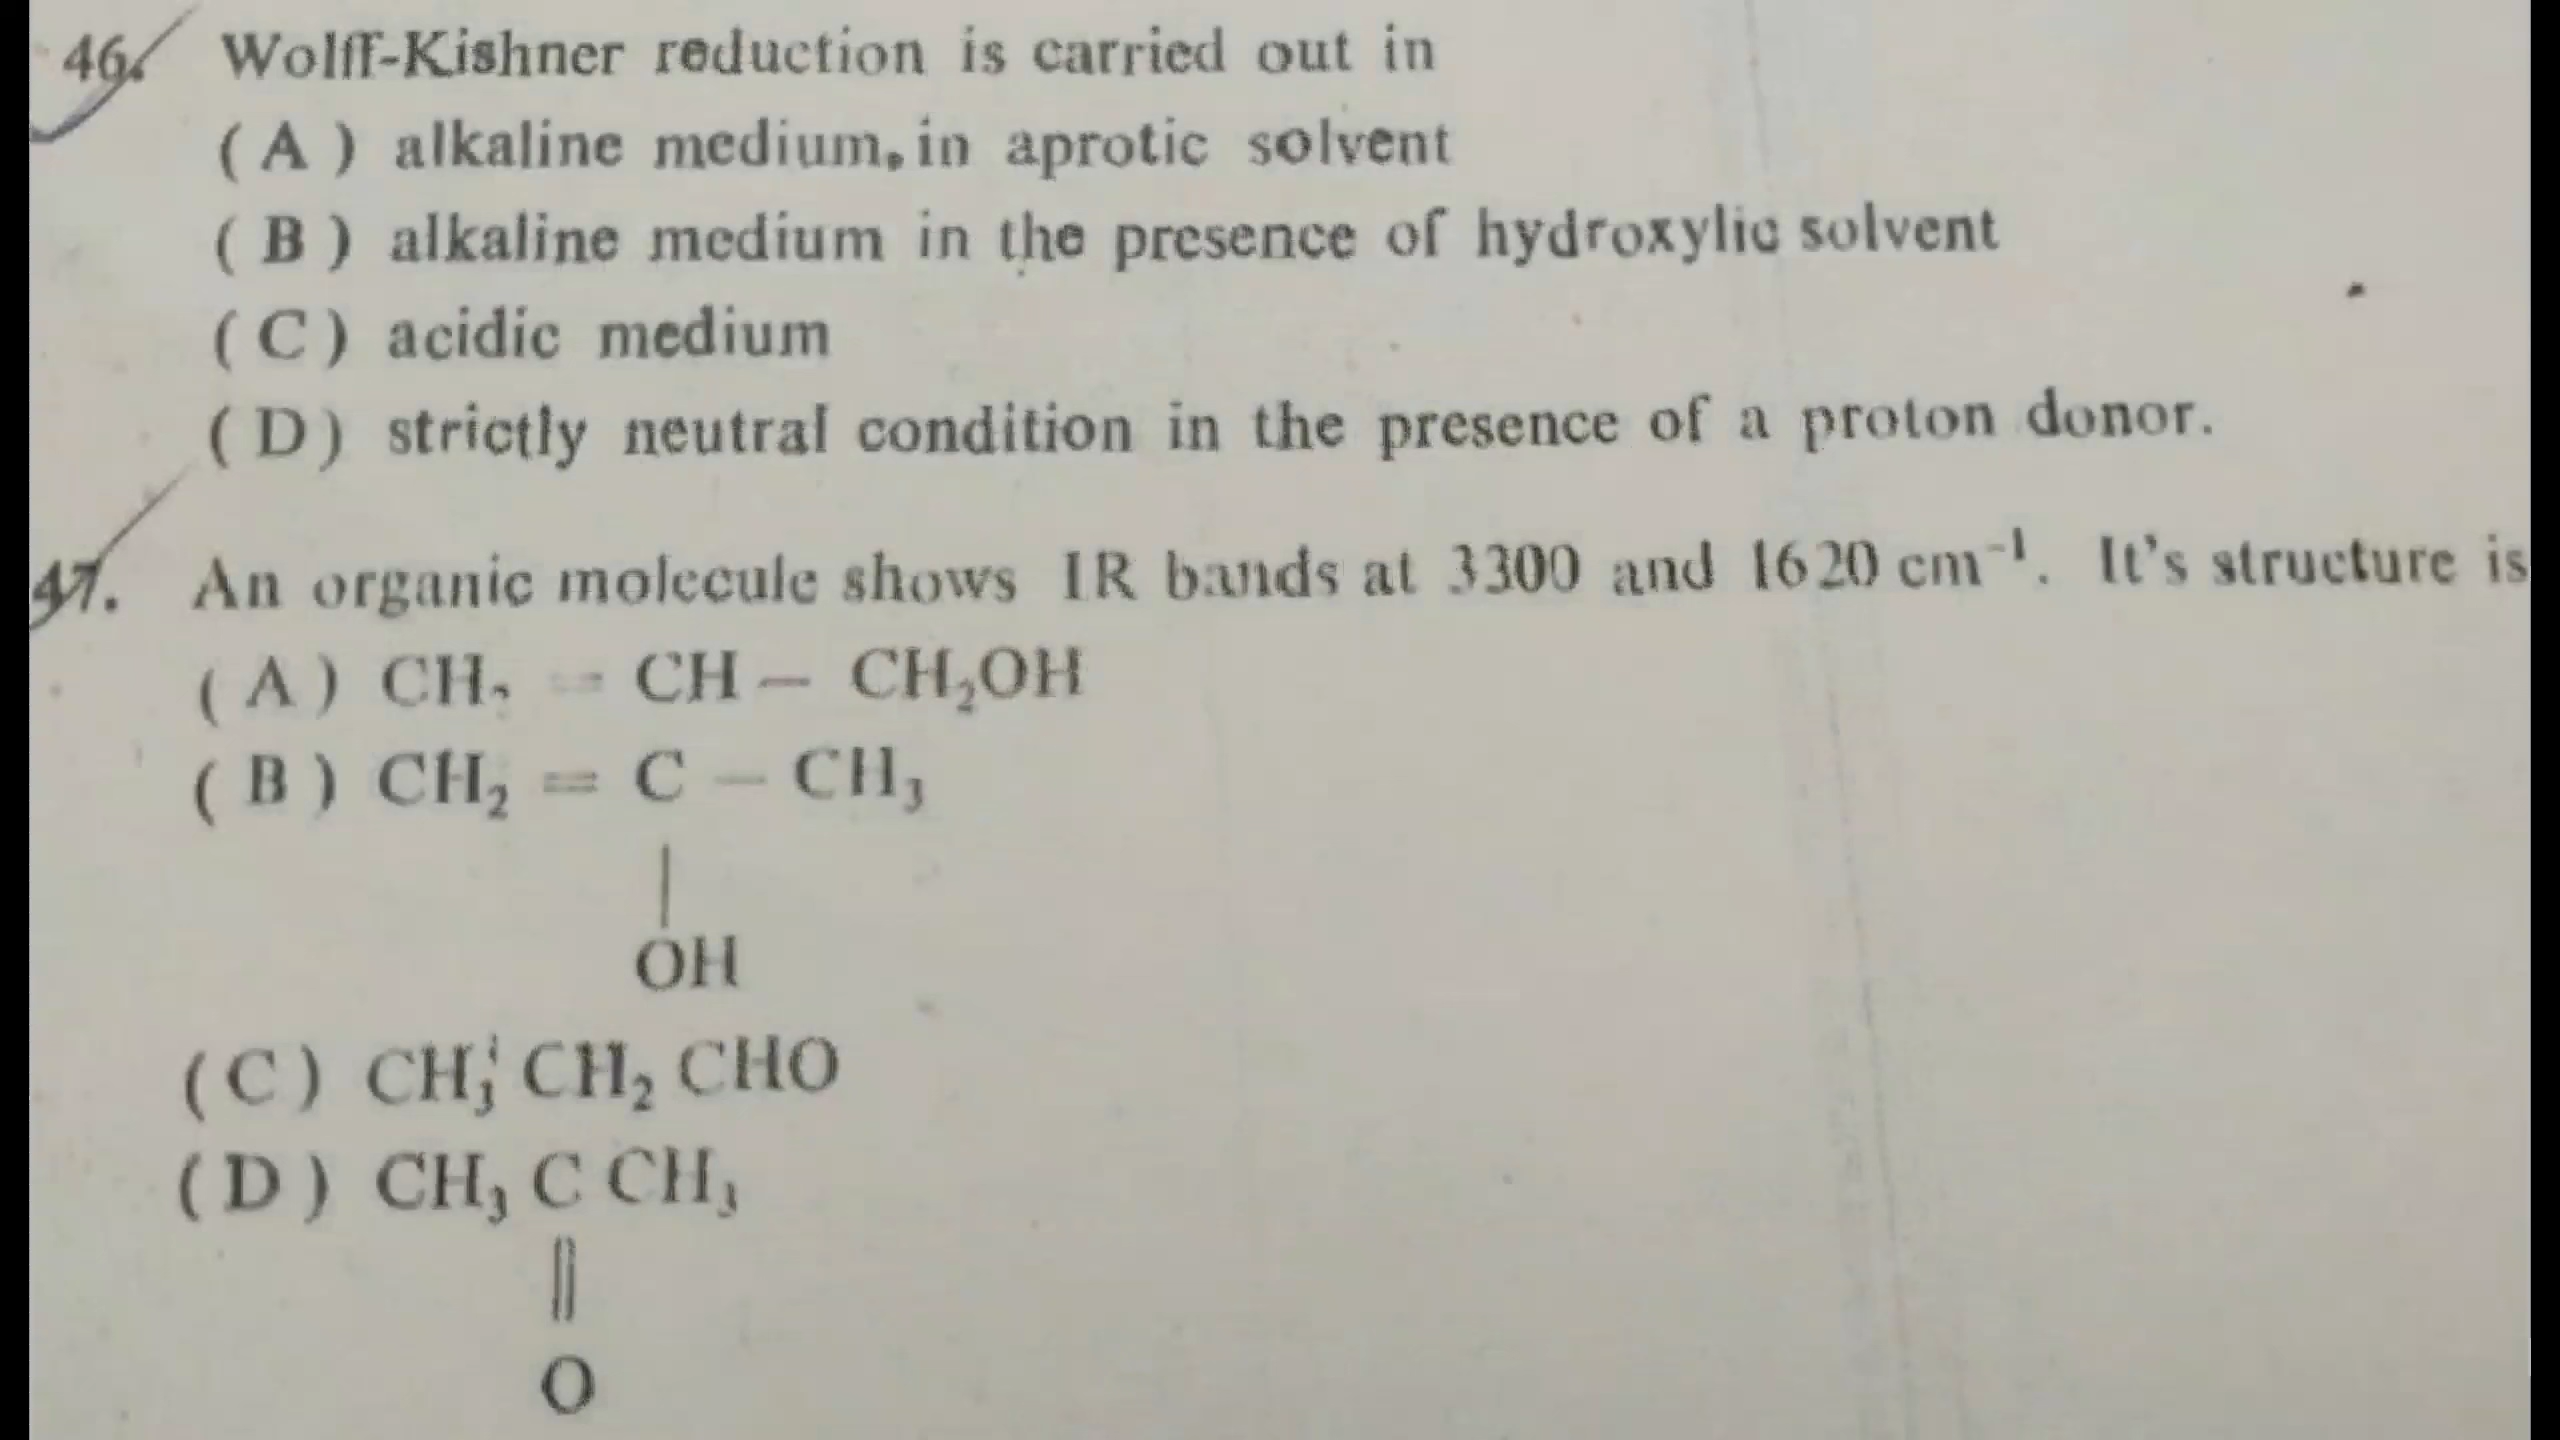 46. Wolff-Kishner reduction is carried out in
( A ) alkaline medium, in aprotic solvent
( B ) alkaline medium in the presence of hydroxylic solvent
( C ) acidic medium
( D ) strictly neutral condition in the presence of a proton donor.
47. An organic molecule shows IR bands at 3300 and 1620 cm⁻¹. It's structure is
( A ) CH₂ = CH – CH₂OH
( B ) CH₂ = C – CH₃
|
OH
( C ) CH₃ CH₂ CHO
( D ) CH₃ C CH₃
||
O